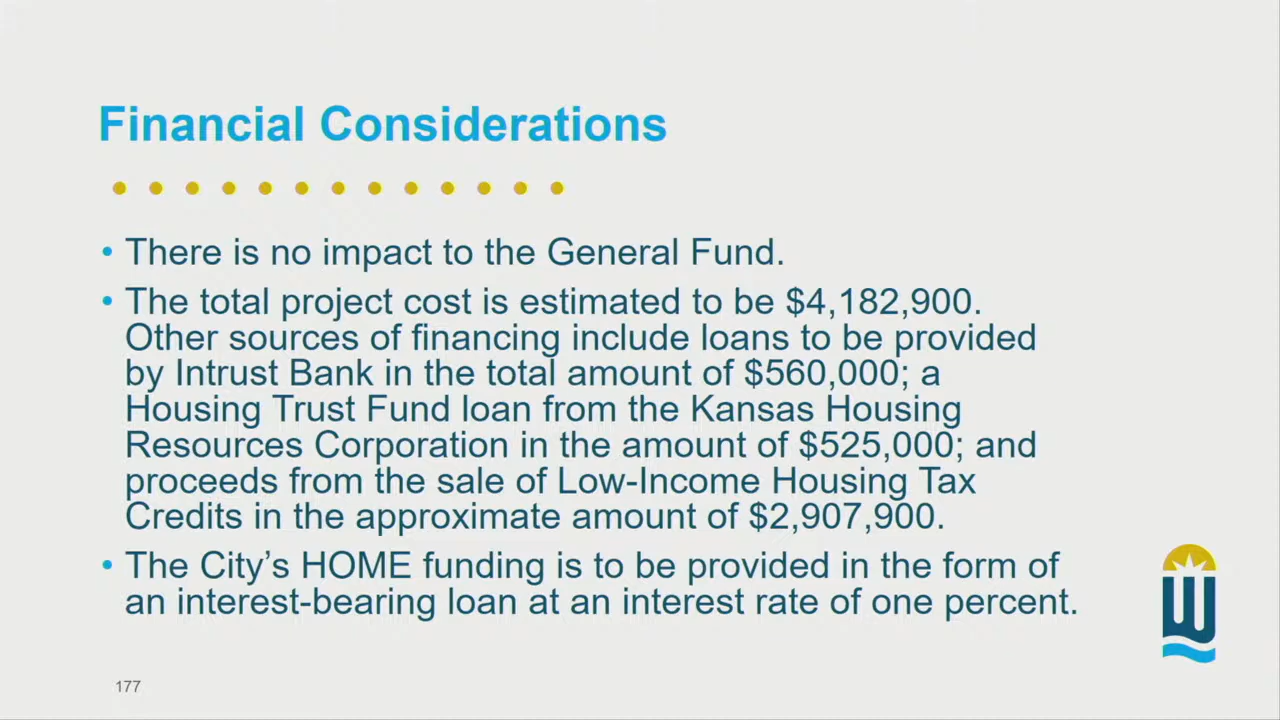 Financial Considerations
• There is no impact to the General Fund.
• The total project cost is estimated to be $4,182,900.
Other sources of financing include loans to be provided
by Intrust Bank in the total amount of $560,000; a
Housing Trust Fund loan from the Kansas Housing
Resources Corporation in the amount of $525,000; and
proceeds from the sale of Low-Income Housing Tax
Credits in the approximate amount of $2,907,900.
• The City’s HOME funding is to be provided in the form of
an interest-bearing loan at an interest rate of one percent.
177